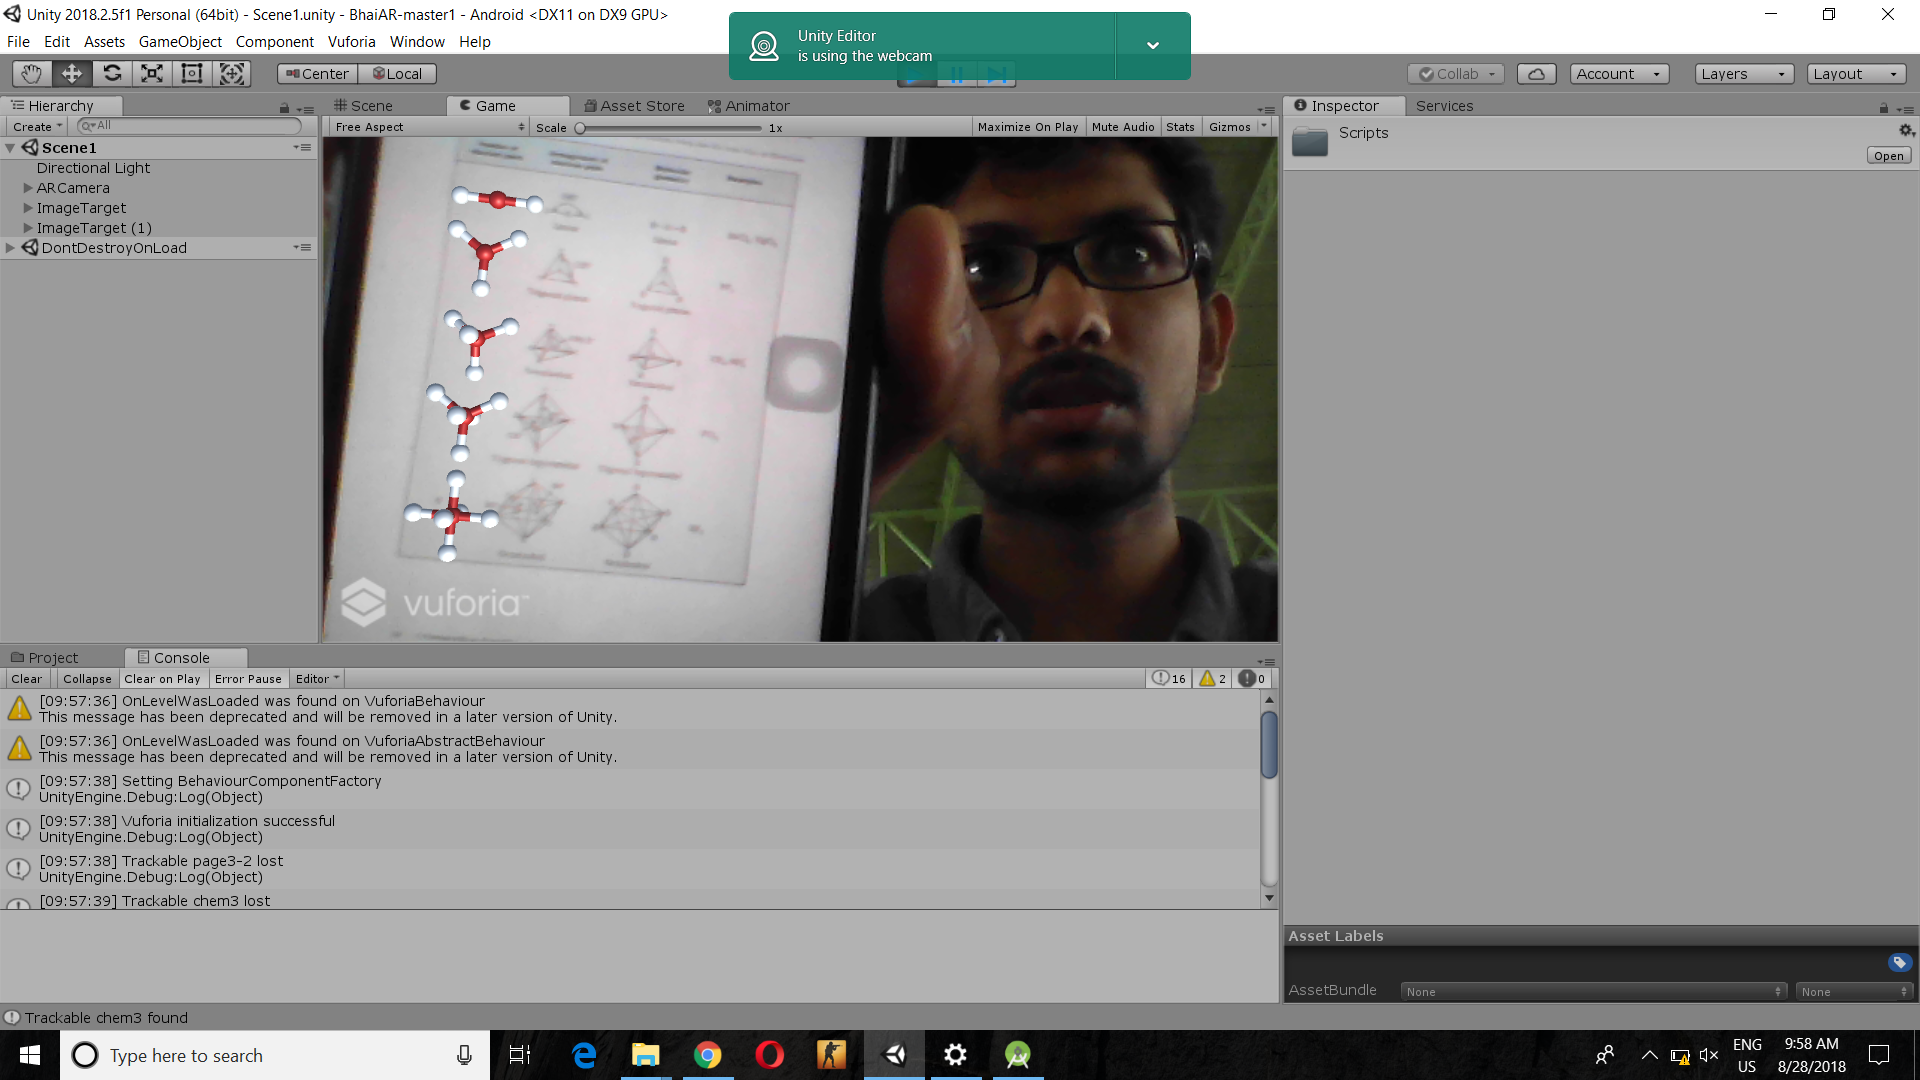 Unity 2018.2.5f1 Personal (64bit) - Scene1.unity - BhaiAR-master1 - Android <DX11 on DX9 GPU>
File Edit Assets GameObject Component Vuforia Window Help
Unity Editor
is using the webcam
Center Local
Collab Account Layers Layout
Hierarchy
Scene Game Asset Store Animator
Inspector Services
Create All
Free Aspect Scale 1x Maximize On Play Mute Audio Stats Gizmos
Scripts
Open
Scene1
Directional Light
ARCamera
ImageTarget
ImageTarget (1)
DontDestroyOnLoad
vuforia™
Project Console
Clear Collapse Clear on Play Error Pause Editor 16 2 0
[09:57:36] OnLevelWasLoaded was found on VuforiaBehaviour
This message has been deprecated and will be removed in a later version of Unity.
[09:57:36] OnLevelWasLoaded was found on VuforiaAbstractBehaviour
This message has been deprecated and will be removed in a later version of Unity.
[09:57:38] Setting BehaviourComponentFactory
UnityEngine.Debug:Log(Object)
[09:57:38] Vuforia initialization successful
UnityEngine.Debug:Log(Object)
[09:57:38] Trackable page3-2 lost
UnityEngine.Debug:Log(Object)
[09:57:39] Trackable chem3 lost
Asset Labels
AssetBundle None None
Trackable chem3 found
Type here to search
ENG
US
9:58 AM
8/28/2018